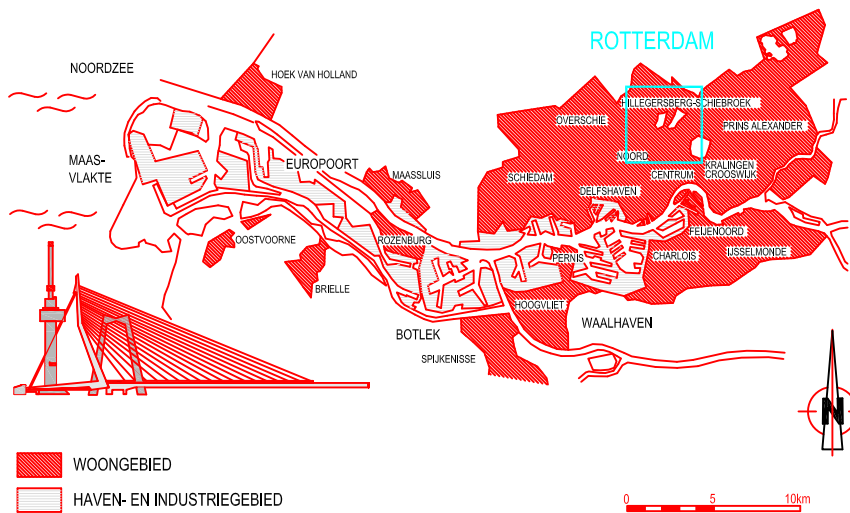 ROTTERDAM
NOORDZEE
HOEK VAN HOLLAND
HILLEGERSBERG-SCHIEBROEK
OVERSCHIE
PRINS ALEXANDER
MAAS-
VLAKTE
EUROPOORT
MAASSLUIS
NOORD
KRALINGEN
CROOSWIJK
SCHIEDAM
CENTRUM
DELFSHAVEN
OOSTVOORNE
ROZENBURG
FEIJENOORD
IJSSELMONDE
PERNIS
CHARLOIS
BRIELLE
HOOGVLIET
BOTLEK
WAALHAVEN
SPIJKENISSE
N
WOONGEBIED
HAVEN- EN INDUSTRIEGEBIED
0 5 10km